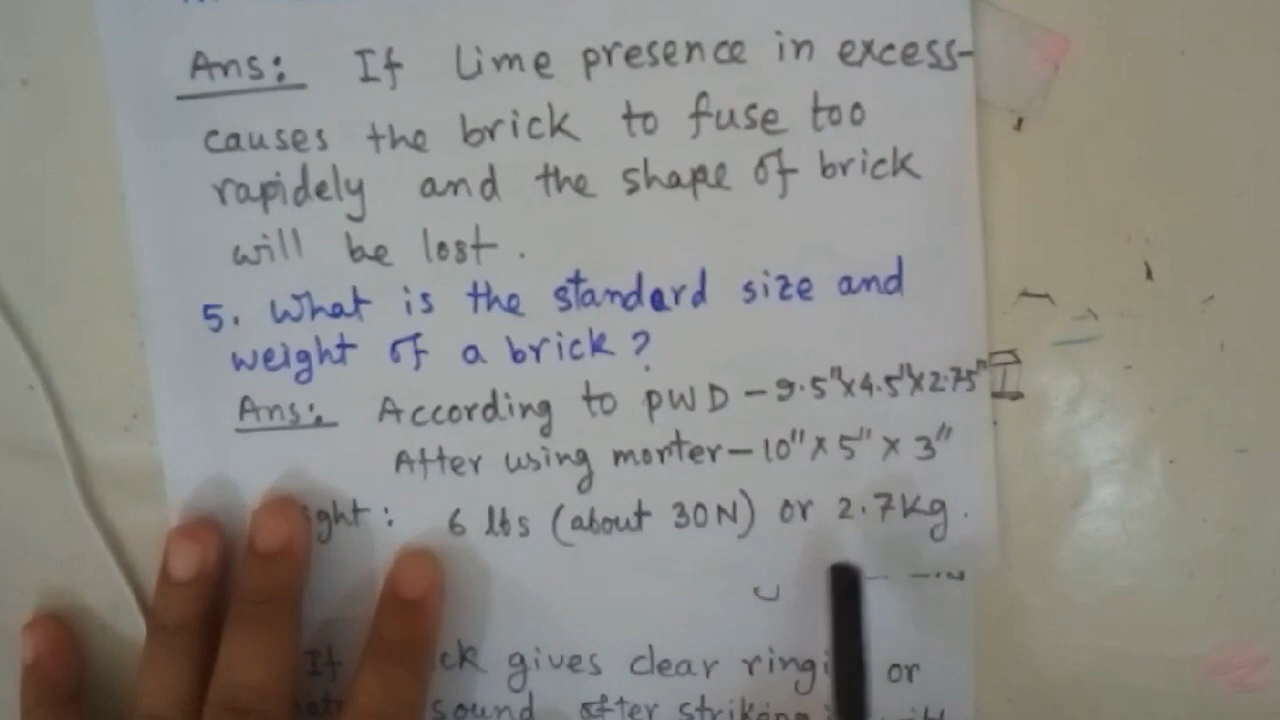 Ans: If Lime presence in excess-
causes the brick to fuse too
rapidely and the shape of brick
will be lost.
5. What is the standard size and
weight of a brick?
Ans: According to PWD - 9.5"x4.5"x2.75"
After using morter - 10" x 5" x 3"
ght: 6 lbs (about 30N) or 2.7Kg.
If ck gives clear ringi or
sound after striking